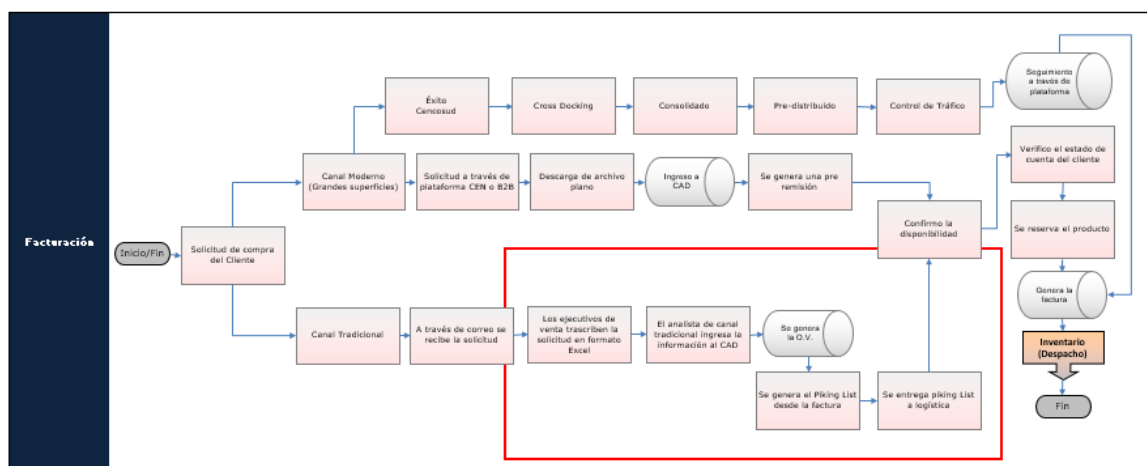 Facturación
Inicio/Fin
Solicitud de compra
del Cliente
Éxito
Cencosud
Cross Docking
Consolidado
Pre-distribuido
Control de Tráfico
Seguimiento
a través de
plataforma
Canal Moderno
(Grandes superficies)
Solicitud a través de
plataforma CEN o B2B
Descarga de archivo
plano
Ingreso a
CAD
Se genera una pre
remisión
Confirmo la
disponibilidad
Verifico el estado de
cuenta del cliente
Se reserva el producto
Genera la
factura
Inventario
(Despacho)
Fin
Canal Tradicional
A través de correo se
recibe la solicitud
Los ejecutivos de
venta trascriben la
solicitud en formato
Excel
El analista de canal
tradicional ingresa la
información al CAD
Se genera
la O.V.
Se genera el Piking List
desde la factura
Se entrega piking List
a logística